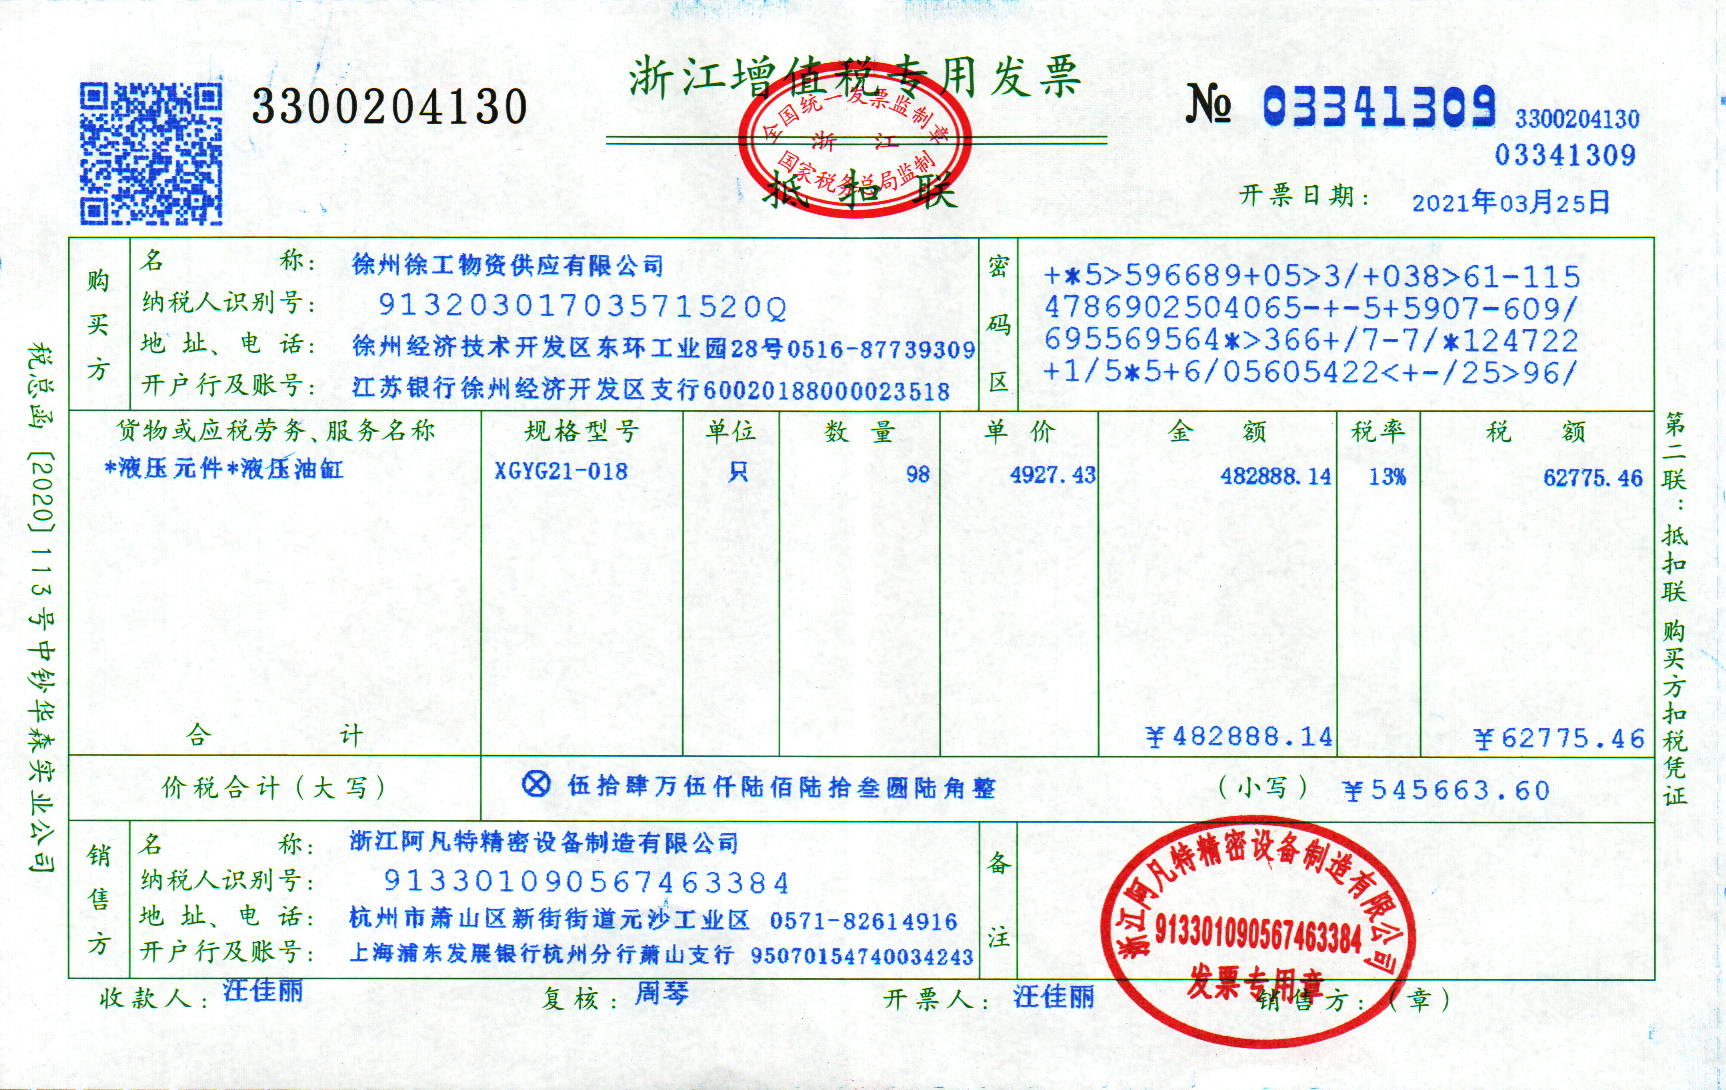 浙江增值税专用发票
3300204130
№ 03341309
3300204130
03341309
全国统一发票监制章
浙 江
国家税务总局监制
抵扣联
开票日期： 2021年03月25日
购买方
名称： 徐州徐工物资供应有限公司
纳税人识别号： 91320301703571520Q
地址、电话： 徐州经济技术开发区东环工业园28号0516-87739309
开户行及账号： 江苏银行徐州经济开发区支行60020188000023518
密码区
+*5>596689+05>3/+038>61-115
4786902504065-+-5+5907-609/
695569564*>366+/7-7/*124722
+1/5*5+6/05605422<+-/25>96/
货物或应税劳务、服务名称 规格型号 单位 数量 单价 金额 税率 税额
*液压元件*液压油缸 XGYG21-018 只 98 4927.43 482888.14 13% 62775.46
合计 ¥482888.14 ¥62775.46
价税合计（大写） ⊗ 伍拾肆万伍仟陆佰陆拾叁圆陆角整 （小写） ¥545663.60
销售方
名称： 浙江阿凡特精密设备制造有限公司
纳税人识别号： 913301090567463384
地址、电话： 杭州市萧山区新街街道元沙工业区 0571-82614916
开户行及账号： 上海浦东发展银行杭州分行萧山支行 95070154740034243
备注
浙江阿凡特精密设备制造有限公司
913301090567463384
发票专用章
收款人： 汪佳丽 复核： 周琴 开票人： 汪佳丽 销售方：（章）
税总函〔2020〕113号中钞华森实业公司
第二联：抵扣联 购买方扣税凭证